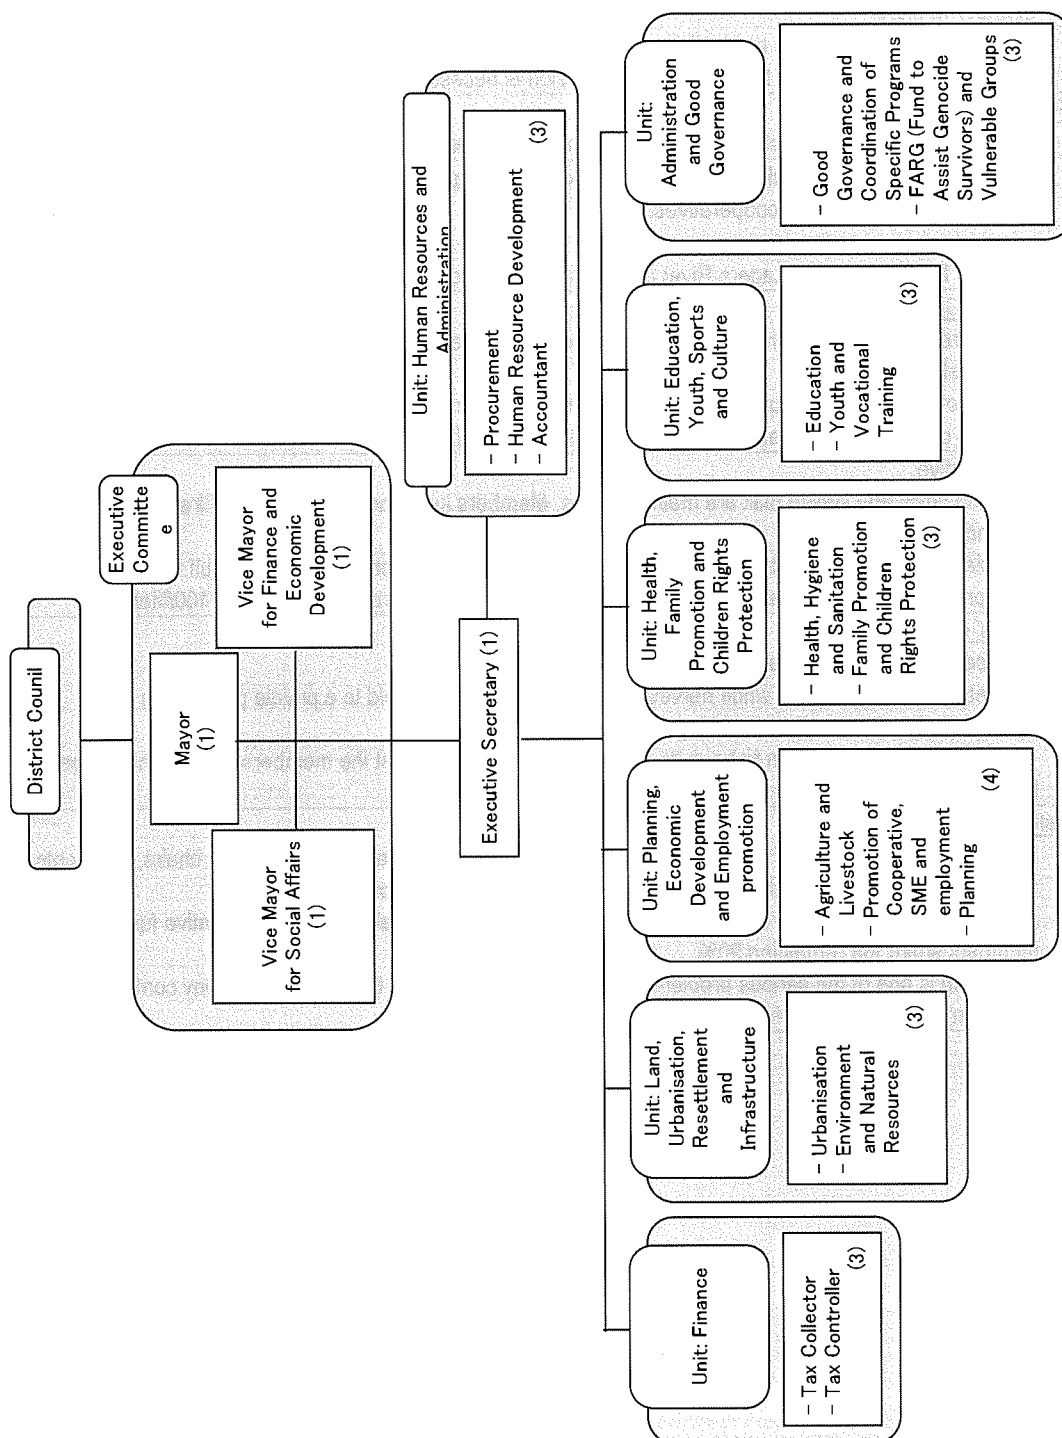 District Counil
Executive
Committe
e
Mayor
(1)
Vice Mayor
for Social Affairs
(1)
Vice Mayor
for Finance and
Economic
Development
(1)
Executive Secretary (1)
Unit: Human Resources and
Administration
- Procurement
- Human Resource Development
- Accountant
(3)
Unit: Finance
- Tax Collector
- Tax Controller
(3)
Unit: Land,
Urbanisation,
Resettlement
and
Infrastructure
- Urbanisation
- Environment
and Natural
Resources
(3)
Unit: Planning,
Economic
Development
and Employment
promotion
- Agriculture and
Livestock
- Promotion of
Cooperative,
SME and
employment
- Planning
(4)
Unit: Health,
Family
Promotion and
Children Rights
Protection
- Health, Hygiene
and Sanitation
- Family Promotion
and Children
Rights Protection
(3)
Unit: Education,
Youth, Sports
and Culture
- Education
- Youth and
Vocational
Training
(3)
Unit:
Administration
and Good
Governance
- Good
Governance and
Coordination of
Specific Programs
- FARG (Fund to
Assist Genocide
Survivors) and
Vulnerable Groups
(3)